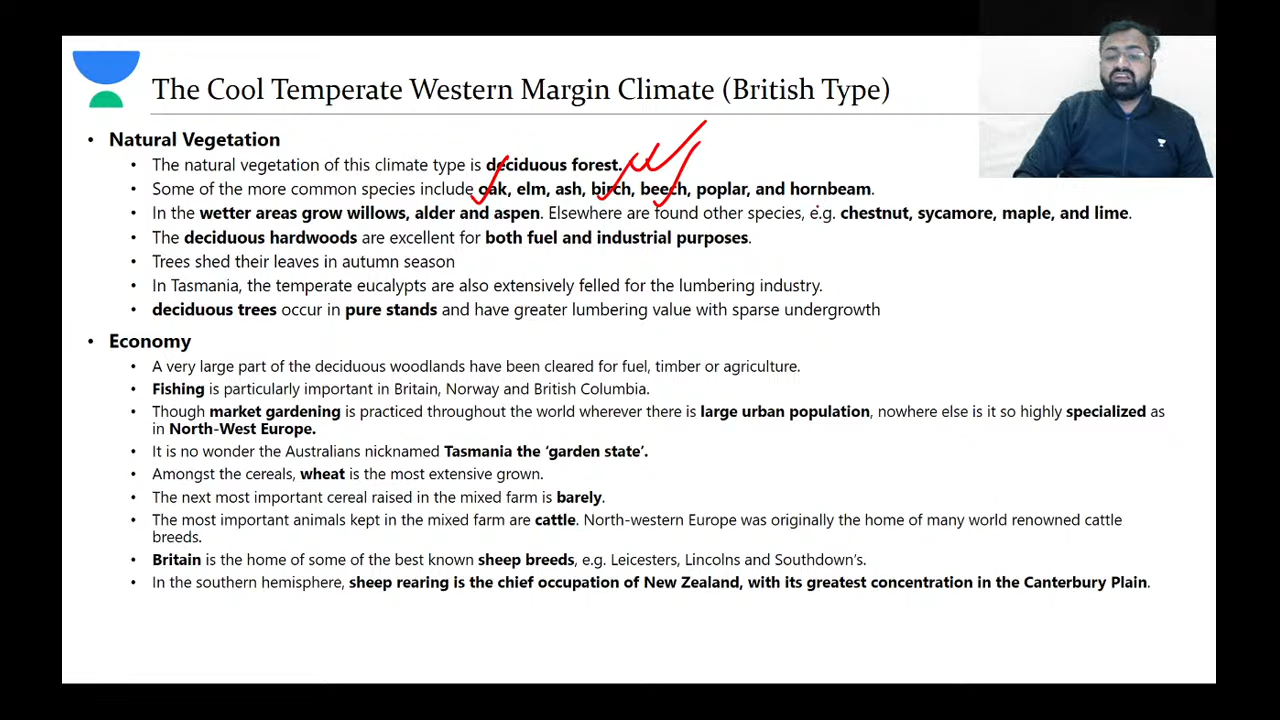 The Cool Temperate Western Margin Climate (British Type)
• Natural Vegetation
• The natural vegetation of this climate type is deciduous forest.
• Some of the more common species include oak, elm, ash, birch, beech, poplar, and hornbeam.
• In the wetter areas grow willows, alder and aspen. Elsewhere are found other species, e.g. chestnut, sycamore, maple, and lime.
• The deciduous hardwoods are excellent for both fuel and industrial purposes.
• Trees shed their leaves in autumn season
• In Tasmania, the temperate eucalypts are also extensively felled for the lumbering industry.
• deciduous trees occur in pure stands and have greater lumbering value with sparse undergrowth
• Economy
• A very large part of the deciduous woodlands have been cleared for fuel, timber or agriculture.
• Fishing is particularly important in Britain, Norway and British Columbia.
• Though market gardening is practiced throughout the world wherever there is large urban population, nowhere else is it so highly specialized as
in North-West Europe.
• It is no wonder the Australians nicknamed Tasmania the ‘garden state’.
• Amongst the cereals, wheat is the most extensive grown.
• The next most important cereal raised in the mixed farm is barely.
• The most important animals kept in the mixed farm are cattle. North-western Europe was originally the home of many world renowned cattle
breeds.
• Britain is the home of some of the best known sheep breeds, e.g. Leicesters, Lincolns and Southdown’s.
• In the southern hemisphere, sheep rearing is the chief occupation of New Zealand, with its greatest concentration in the Canterbury Plain.